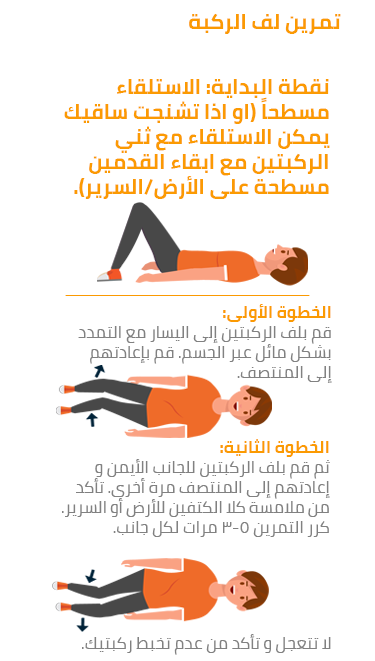 تمرين لف الركبة
نقطة البداية: الاستلقاء
مسطحاً (او اذا تشنجت ساقيك
يمكن الاستلقاء مع ثني
الركبتين مع ابقاء القدمين
مسطحة على الأرض/السرير).
الخطوة الأولى:
قم بلف الركبتين إلى اليسار مع التمدد
بشكل مائل عبر الجسم. قم بإعادتهم
إلى المنتصف.
الخطوة الثانية:
ثم قم بلف الركبتين للجانب الأيمن و
إعادتهم إلى المنتصف مرة أخرى. تأكد
من ملامسة كلا الكتفين للأرض أو السرير.
كرر التمرين ٥-٣ مرات لكل جانب.
لا تتعجل و تأكد من عدم تخبط ركبتيك.